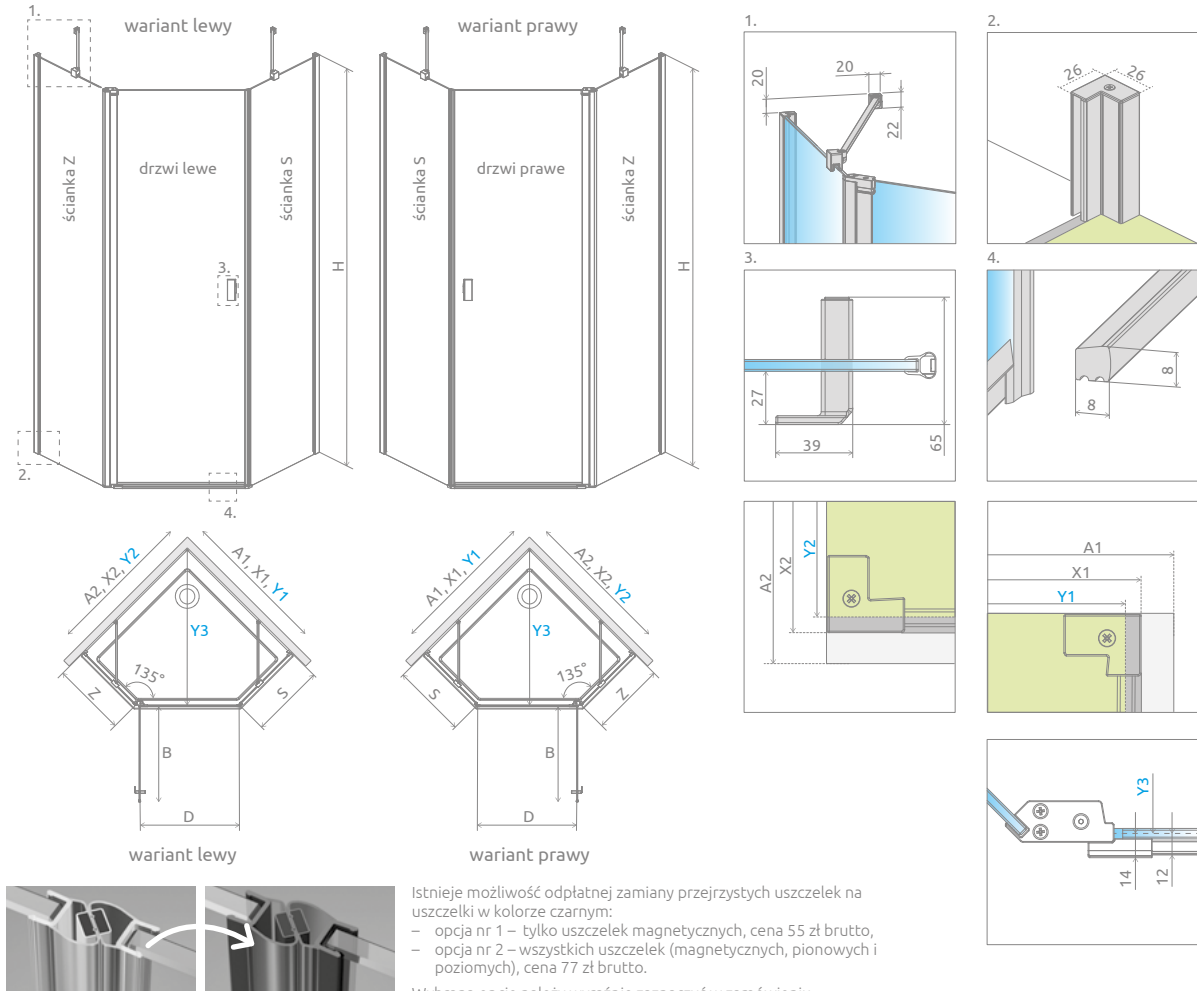 1.
wariant lewy
wariant prawy
ścianka Z
drzwi lewe
ścianka S
3.
H
2.
4.
ścianka S
drzwi prawe
ścianka Z
H
A2, X2, Y2
A1, X1, Y1
Y3
135°
Z
S
B
D
wariant lewy
A1, X1, Y1
A2, X2, Y2
Y3
135°
S
Z
B
D
wariant prawy
1.
20
20
22
2.
26
26
3.
27
39
65
4.
8
8
A2
X2
Y2
A1
X1
Y1
Y3
14
12
Istnieje możliwość odpłatnej zamiany przejrzystych uszczelek na
uszczelki w kolorze czarnym:
– opcja nr 1 – tylko uszczelek magnetycznych, cena 55 zł brutto,
– opcja nr 2 – wszystkich uszczelek (magnetycznych, pionowych i
poziomych), cena 77 zł brutto.